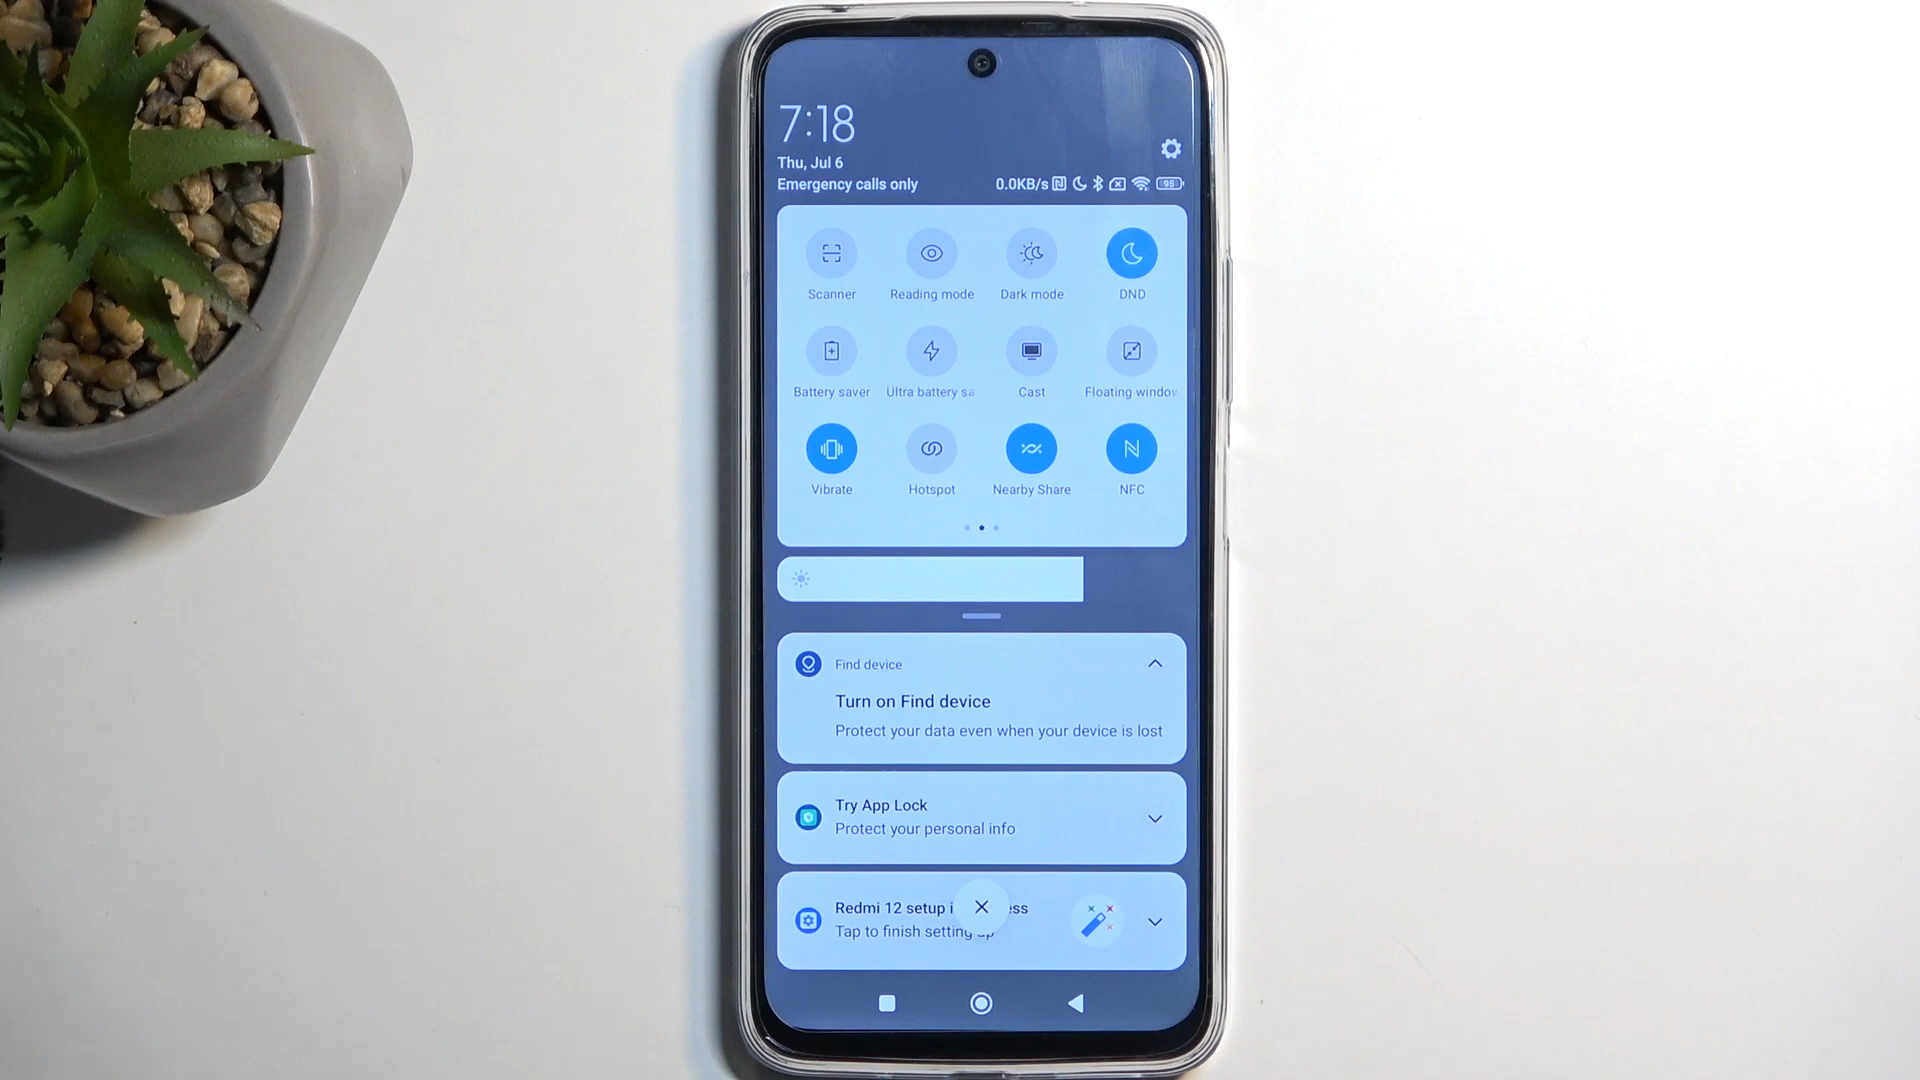 7:18
Thu, Jul 6
Emergency calls only 0.0KB/s 95
Scanner Reading mode Dark mode DND
Battery saver Ultra battery sa Cast Floating window
Vibrate Hotspot Nearby Share NFC
Find device
Turn on Find device
Protect your data even when your device is lost
Try App Lock
Protect your personal info
Redmi 12 setup i ess
Tap to finish setting up